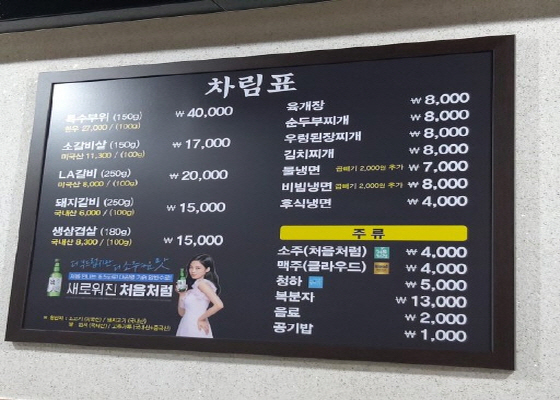 차림표
특수부위 (150g) ₩ 40,000
한우 27,000 / (100g)
소갈비살 (150g) ₩ 17,000
미국산 11,300 / (100g)
LA갈비 (250g) ₩ 20,000
미국산 8,000 / (100g)
돼지갈비 (250g) ₩ 15,000
국내산 6,000 / (100g)
생삼겹살 (180g) ₩ 15,000
국내산 8,300 / (100g)
새로워진 처음처럼
육개장 ₩ 8,000
순두부찌개 ₩ 8,000
우렁된장찌개 ₩ 8,000
김치찌개 ₩ 8,000
물냉면 곱빼기 2,000원 추가 ₩ 7,000
비빔냉면 곱빼기 2,000원 추가 ₩ 8,000
후식냉면 ₩ 4,000
주 류
소주(처음처럼) ₩ 4,000
맥주(클라우드) ₩ 4,000
청하 ₩ 5,000
복분자 ₩ 13,000
음료 ₩ 2,000
공기밥 ₩ 1,000